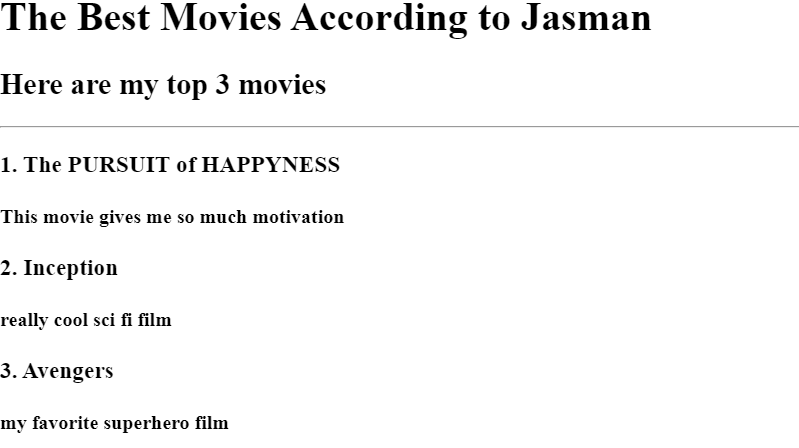 The Best Movies According to Jasman
Here are my top 3 movies
1. The PURSUIT of HAPPYNESS
This movie gives me so much motivation
2. Inception
really cool sci fi film
3. Avengers
my favorite superhero film